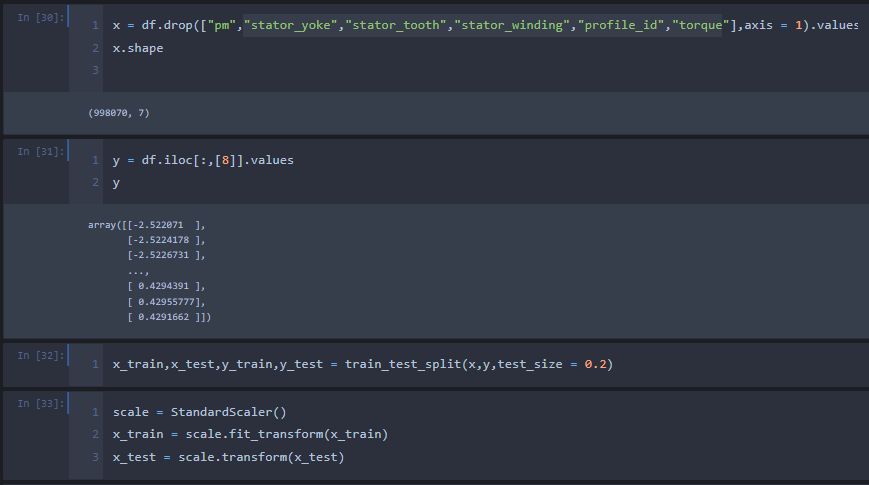 In [30]:
1 x = df.drop(["pm","stator_yoke","stator_tooth","stator_winding","profile_id","torque"],axis = 1).values
2 x.shape
3
(998070, 7)
In [31]:
1 y = df.iloc[:,[8]].values
2 y
array([[-2.522071  ],
[-2.5224178 ],
[-2.5226731 ],
...,
[ 0.4294391 ],
[ 0.42955777],
[ 0.4291662 ]])
In [32]:
1 x_train,x_test,y_train,y_test = train_test_split(x,y,test_size = 0.2)
In [33]:
1 scale = StandardScaler()
2 x_train = scale.fit_transform(x_train)
3 x_test = scale.transform(x_test)